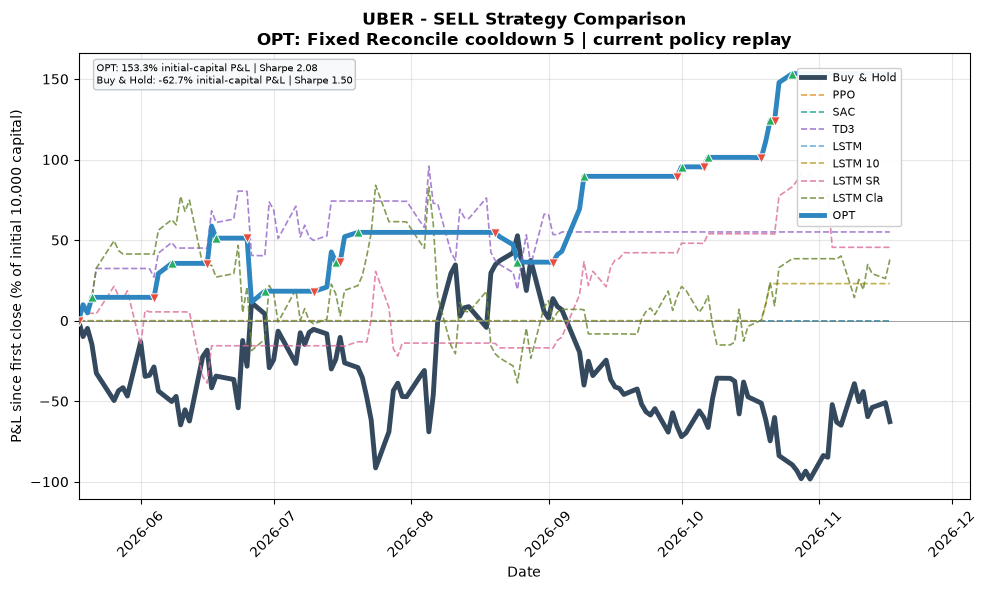 UBER - SELL Strategy Comparison
OPT: Fixed Reconcile cooldown 5 | current policy replay
OPT: 153.3% initial-capital P&L | Sharpe 2.08
Buy & Hold: -62.7% initial-capital P&L | Sharpe 1.50
Buy & Hold
PPO
SAC
TD3
LSTM
LSTM 10
LSTM SR
LSTM Cla
OPT
P&L since first close (% of initial 10,000 capital)
150
100
50
0
−50
−100
2026-06
2026-07
2026-08
2026-09
2026-10
2026-11
2026-12
Date